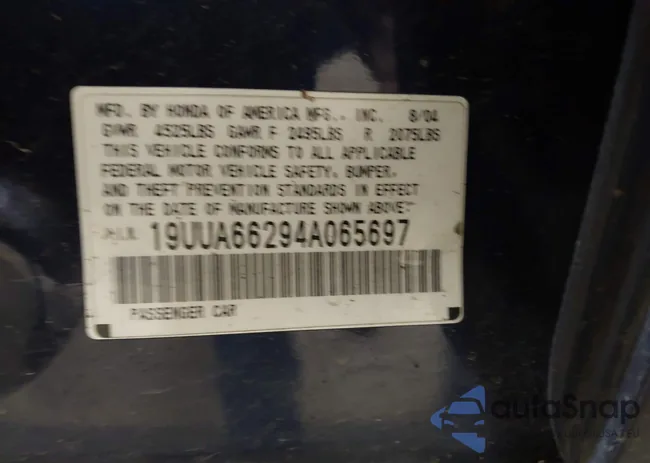 MFD. BY HONDA OF AMERICA MFG., INC. 8/04
GVWR 4525LBS GAWR F 2495LBS R 2075LBS
THIS VEHICLE CONFORMS TO ALL APPLICABLE
FEDERAL MOTOR VEHICLE SAFETY, BUMPER,
AND THEFT PREVENTION STANDARDS IN EFFECT
ON THE DATE OF MANUFACTURE SHOWN ABOVE.
V.I.N. 19UUA66294A065697
PASSENGER CAR
autoSnap